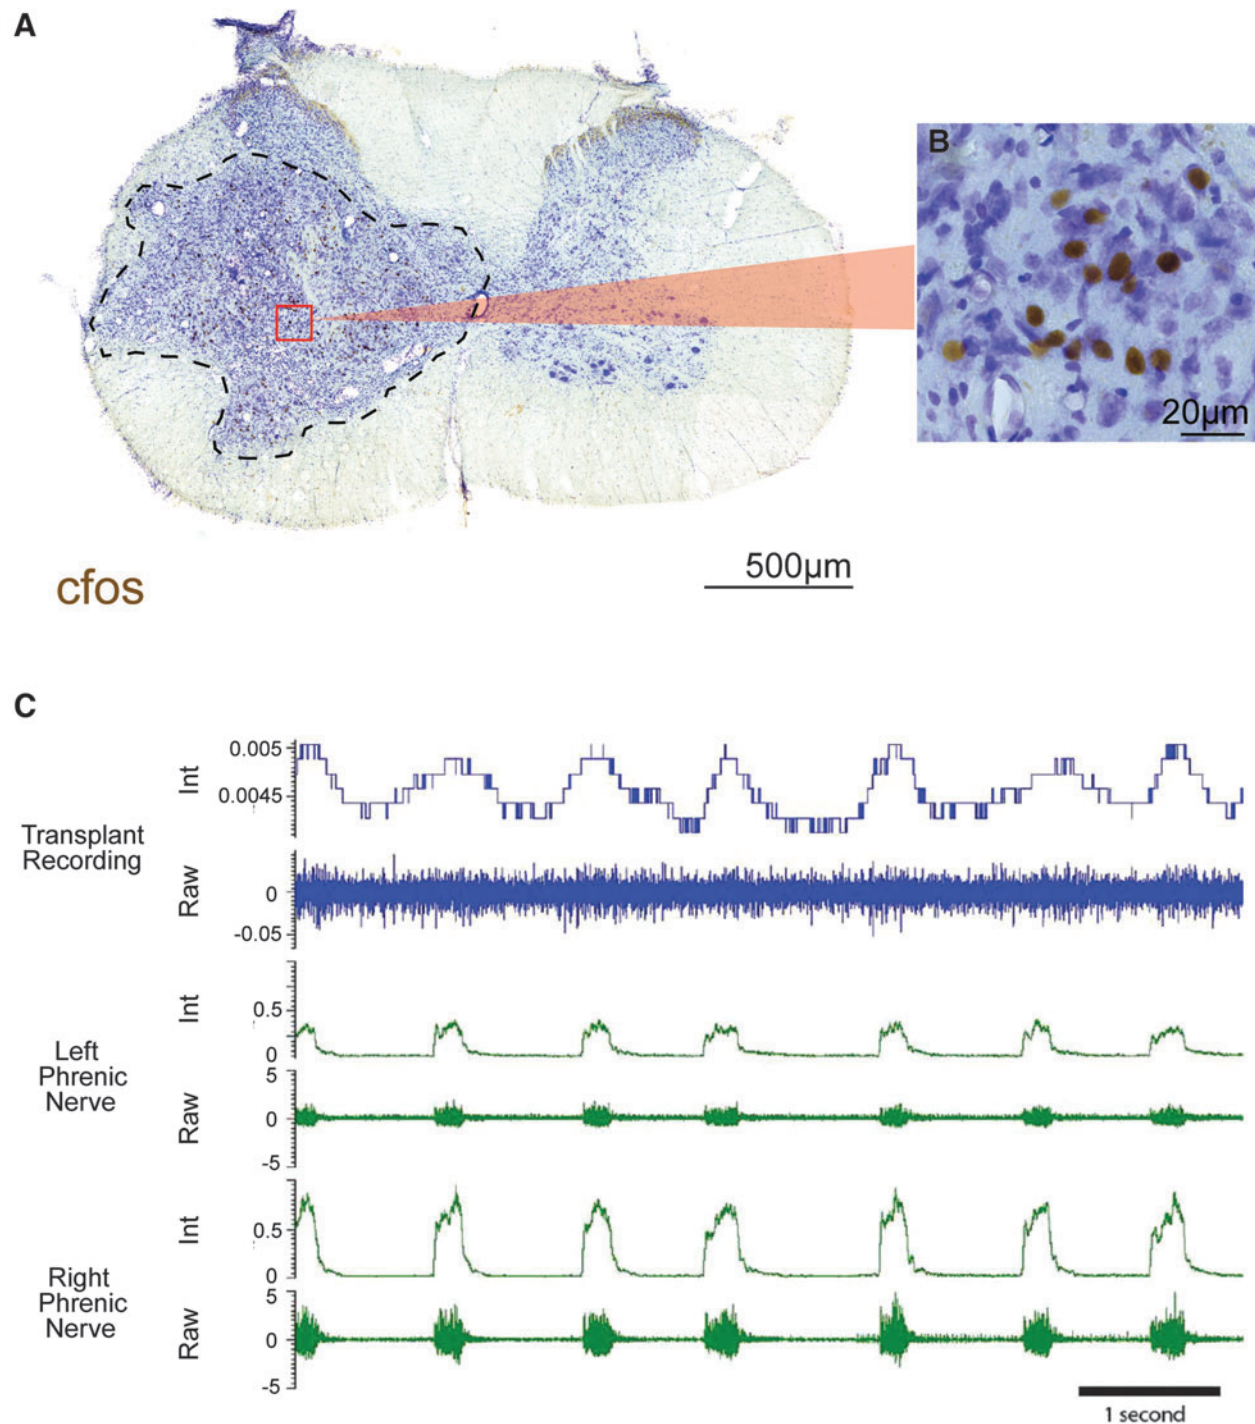 A
B
20µm
500µm
cfos
C
Transplant
Recording
Int
0.005
0.0045
Raw
0
-0.05
Left
Phrenic
Nerve
Int
0.5
0
Raw
5
0
-5
Right
Phrenic
Nerve
Int
0.5
0
Raw
5
0
-5
1 second